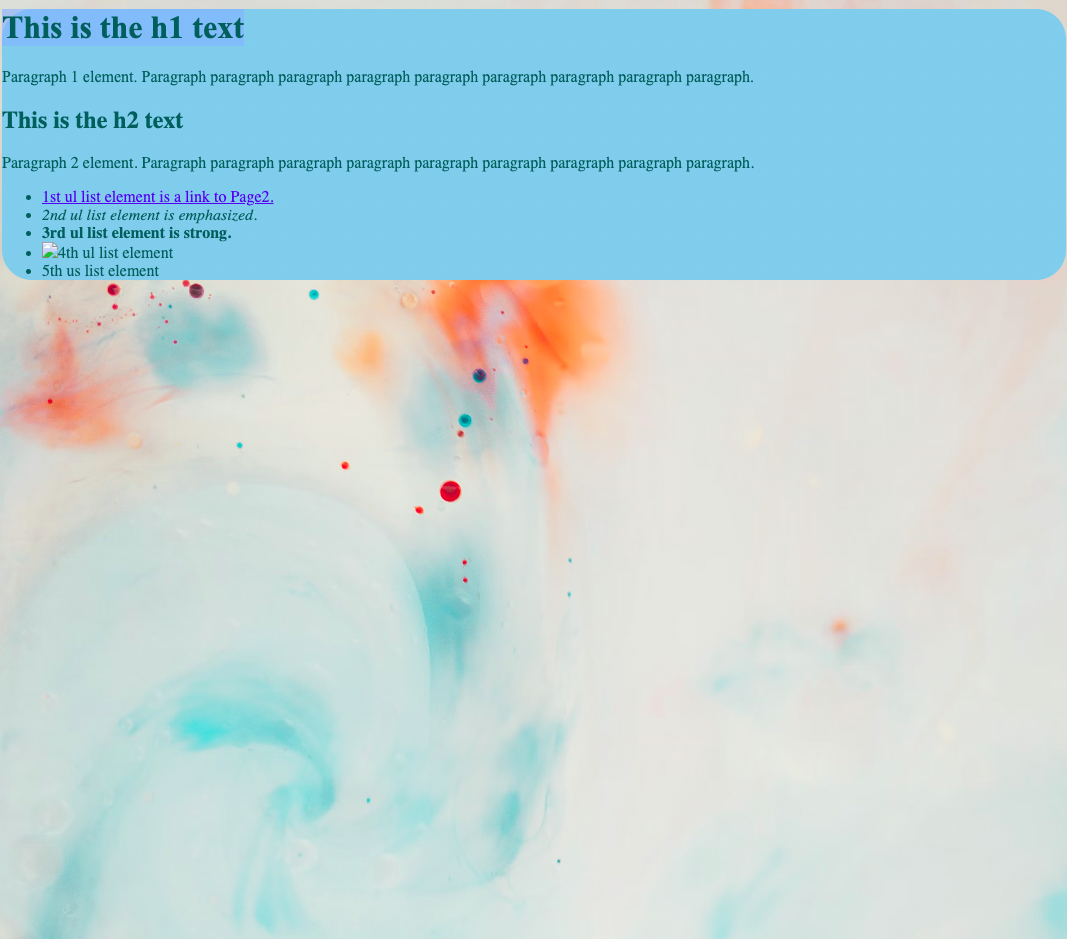 This is the h1 text
Paragraph 1 element. Paragraph paragraph paragraph paragraph paragraph paragraph paragraph paragraph paragraph.
This is the h2 text
Paragraph 2 element. Paragraph paragraph paragraph paragraph paragraph paragraph paragraph paragraph paragraph.
1st ul list element is a link to Page2.
2nd ul list element is emphasized.
3rd ul list element is strong.
4th ul list element
5th us list element